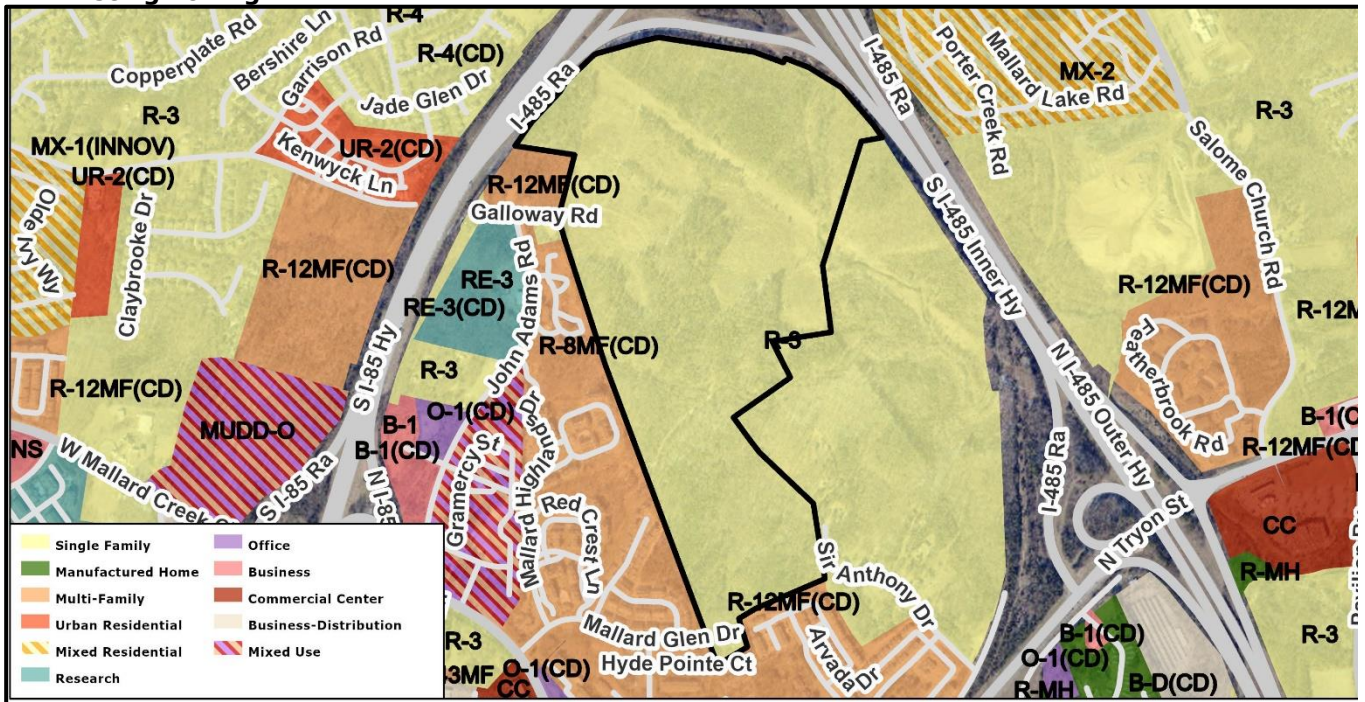 R-4
Copperplate Rd
Bershire Ln
Garrison Rd
R-4(CD)
Jade Glen Dr
I-485 Ra
I-485 Ra
Porter Creek Rd
Mallard Lake Rd
MX-2
R-3
R-3
MX-1(INNOV)
UR-2(CD)
UR-2(CD)
Kenwyck Ln
R-12MF(CD)
Galloway Rd
Salome Church Rd
S I-485 Inner Hy
Olde Ivy Wy
Claybrooke Dr
R-12MF(CD)
RE-3
RE-3(CD)
John Adams Rd
R-12MF(CD)
R-12M
S I-85 Hy
R-8MF(CD)
R-3
R-3
N I-485 Outer Hy
Featherbrook Rd
R-12MF(CD)
MUDD-O
B-1
O-1(CD)
B-1(CD)
Mallard Highlands Dr
Gramercy St
NS
W Mallard Creek
S I-85 Ra
N I-85
Red Crest Ln
I-485 Ra
N Tryon St
R-12MF(CD)
CC
R-MH
Sir Anthony Dr
R-12MF(CD)
Mallard Glen Dr
Hyde Pointe Ct
Arvada Dr
R-3
O-1(CD)
CC
B-1(CD)
O-1(CD)
R-MH
B-D(CD)
R-3
Single Family
Manufactured Home
Multi-Family
Urban Residential
Mixed Residential
Research
Office
Business
Commercial Center
Business-Distribution
Mixed Use